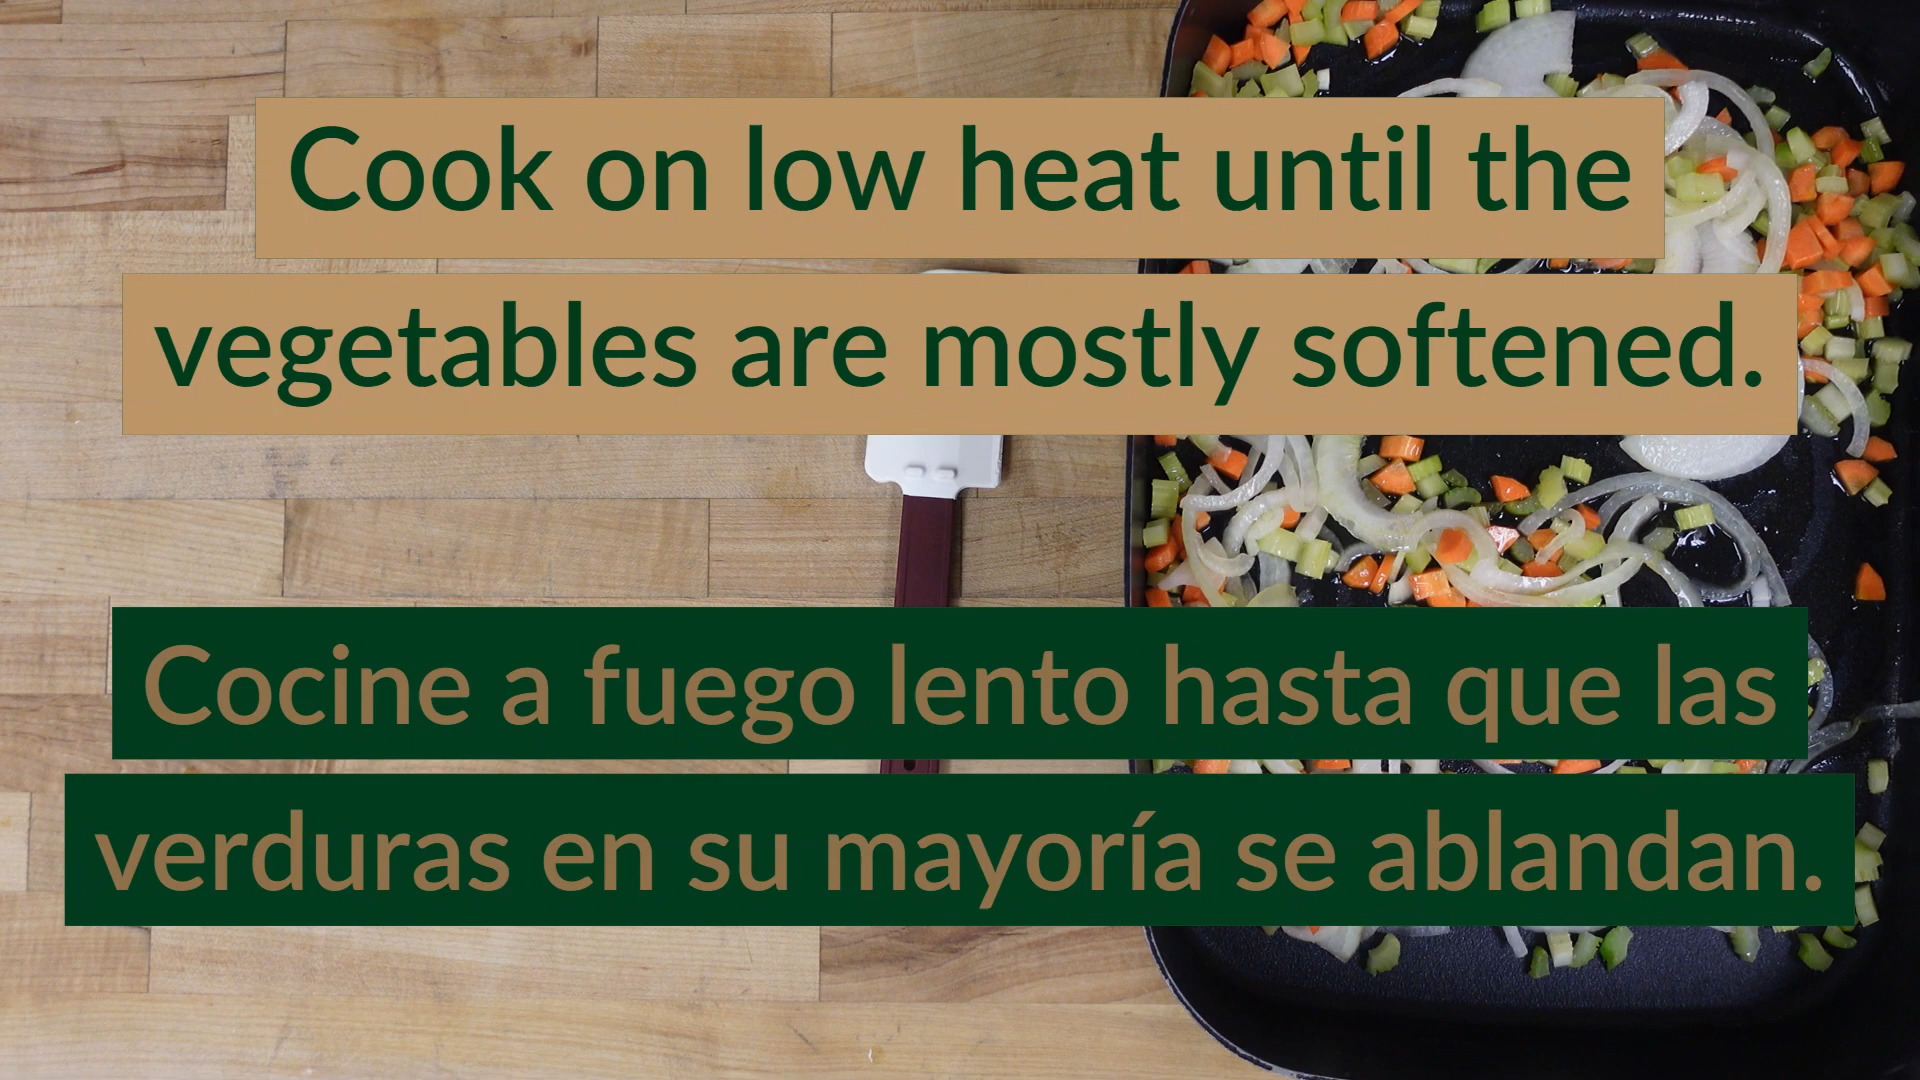 Cook on low heat until the
vegetables are mostly softened.
Cocine a fuego lento hasta que las
verduras en su mayoría se ablandan.